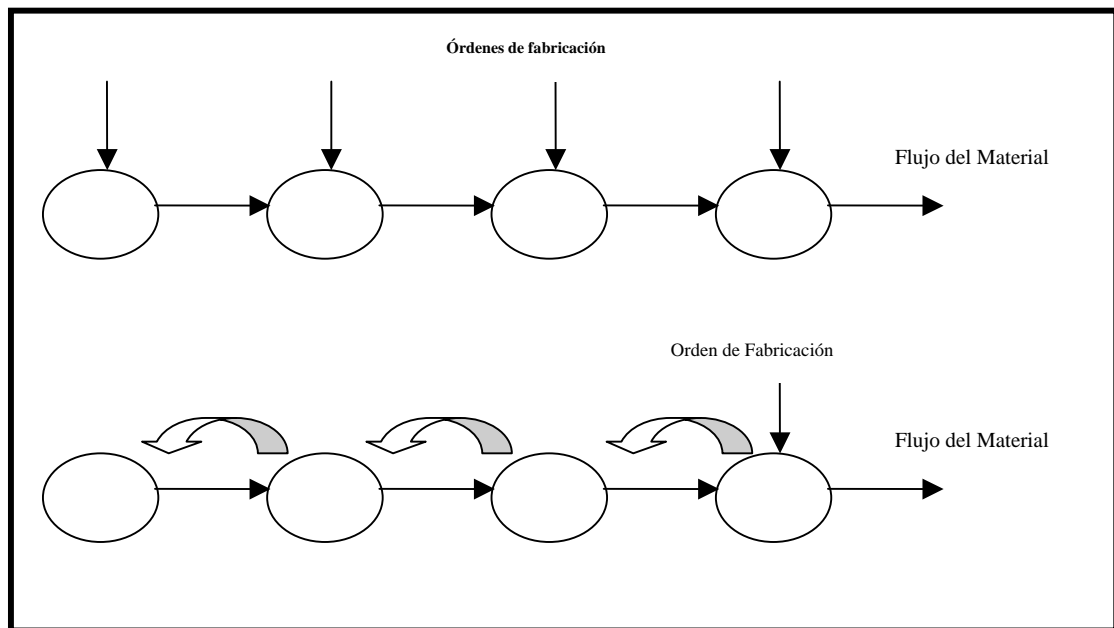 Órdenes de fabricación
Flujo del Material
Orden de Fabricación
Flujo del Material